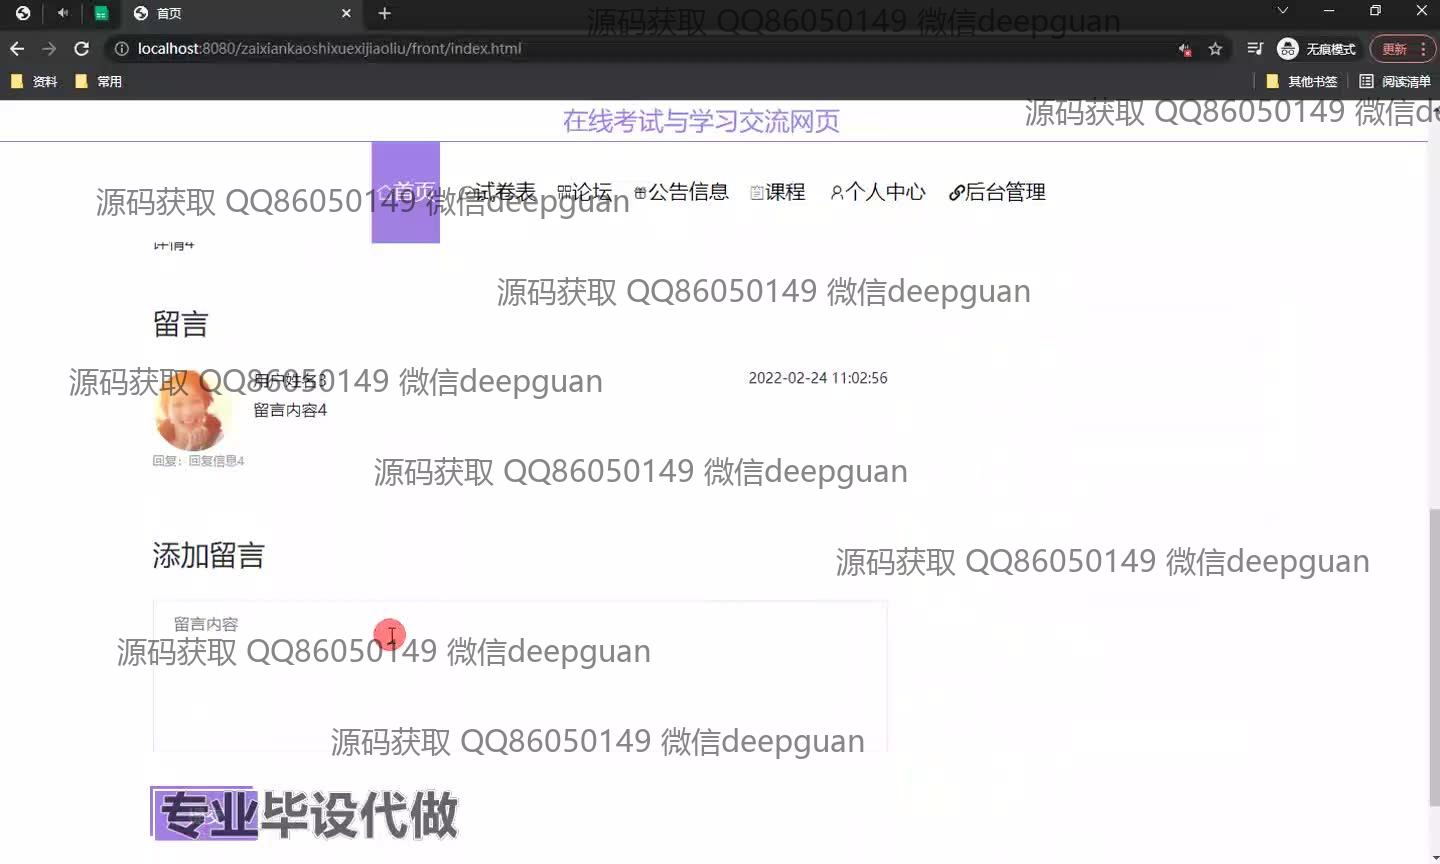 首页
源码获取 QQ86050149 微信deepguan
localhost:8080/zaixiankaoshixuexijiaoliu/front/index.html
无痕模式
更新
资料
常用
其他书签
阅读清单
源码获取 QQ86050149 微信de
在线考试与学习交流网页
首页
试卷表
论坛
公告信息
课程
个人中心
后台管理
源码获取 QQ86050149 微信deepguan
详情4
源码获取 QQ86050149 微信deepguan
留言
源码获取 QQ86050149 微信deepguan
用户姓名3
2022-02-24 11:02:56
留言内容4
回复：回复信息4
源码获取 QQ86050149 微信deepguan
添加留言
源码获取 QQ86050149 微信deepguan
留言内容
源码获取 QQ86050149 微信deepguan
源码获取 QQ86050149 微信deepguan
专业毕设代做